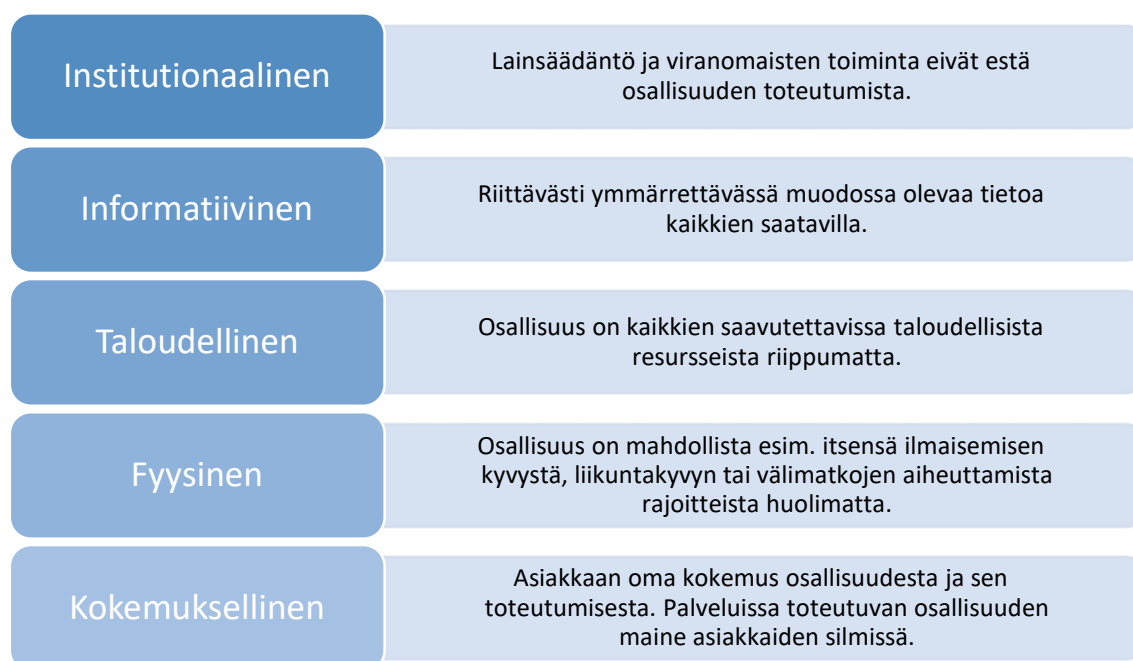 Institutionaalinen
Lainsäädäntö ja viranomaisten toiminta eivät estä
osallisuuden toteutumista.
Informatiivinen
Riittävästi ymmärrettävässä muodossa olevaa tietoa
kaikkien saatavilla.
Taloudellinen
Osallisuus on kaikkien saavutettavissa taloudellisista
resursseista riippumatta.
Fyysinen
Osallisuus on mahdollista esim. itsensä ilmaisemisen
kyvystä, liikuntakyvyn tai välimatkojen aiheuttamista
rajoitteista huolimatta.
Kokemuksellinen
Asiakkaan oma kokemus osallisuudesta ja sen
toteutumisesta. Palveluissa toteutuvan osallisuuden
maine asiakkaiden silmissä.